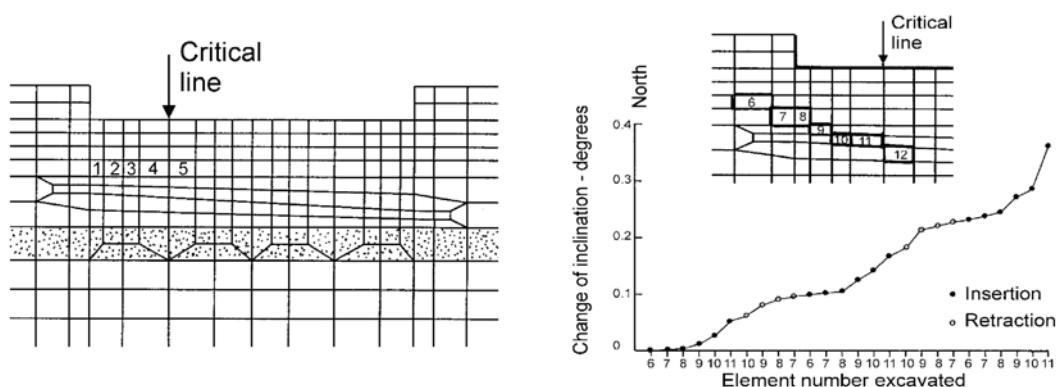 Critical
line
1 2 3 4 5
Critical
line
6
7 8
9
10 11
12
North
Change of inclination - degrees
0.4
0.3
0.2
0.1
0
Insertion
Retraction
6 7 8 9 10 11 10 9 8 7 6 7 8 9 10 11 10 9 8 7 6 7 8 9 10 11
Element number excavated